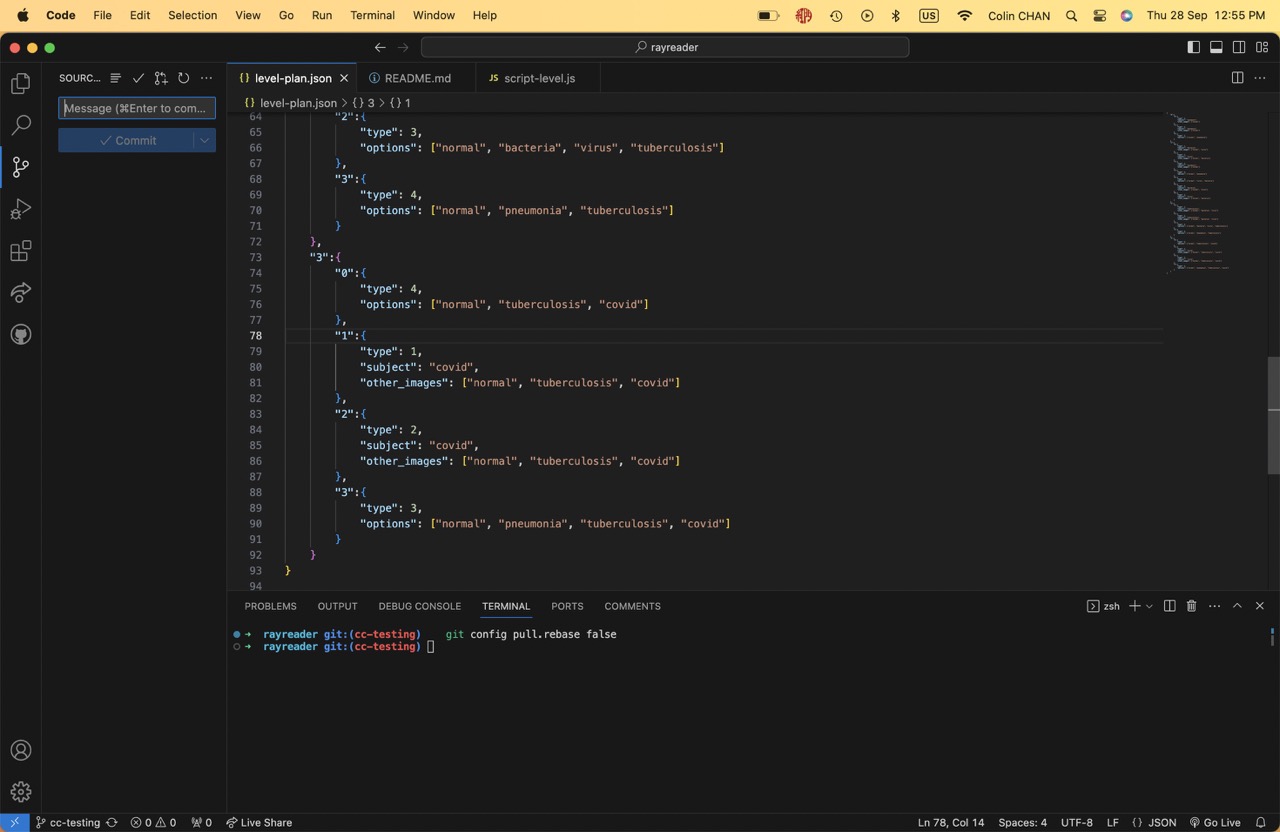 Code File Edit Selection View Go Run Terminal Window Help US Colin CHAN Thu 28 Sep 12:55 PM
rayreader
SOURC...
level-plan.json
README.md
JS script-level.js
{} level-plan.json > {} 3 > {} 1
Message (⌘Enter to com...
Commit
64 "2":{
65 "type": 3,
66 "options": ["normal", "bacteria", "virus", "tuberculosis"]
67 },
68 "3":{
69 "type": 4,
70 "options": ["normal", "pneumonia", "tuberculosis"]
71 }
72 },
73 "3":{
74 "0":{
75 "type": 4,
76 "options": ["normal", "tuberculosis", "covid"]
77 },
78 "1":{
79 "type": 1,
80 "subject": "covid",
81 "other_images": ["normal", "tuberculosis", "covid"]
82 },
83 "2":{
84 "type": 2,
85 "subject": "covid",
86 "other_images": ["normal", "tuberculosis", "covid"]
87 },
88 "3":{
89 "type": 3,
90 "options": ["normal", "pneumonia", "tuberculosis", "covid"]
91 }
92 }
93 }
94
PROBLEMS OUTPUT DEBUG CONSOLE TERMINAL PORTS COMMENTS zsh
rayreader git:(cc-testing) git config pull.rebase false
rayreader git:(cc-testing)
cc-testing 0 0 0 Live Share Ln 78, Col 14 Spaces: 4 UTF-8 LF {} JSON Go Live